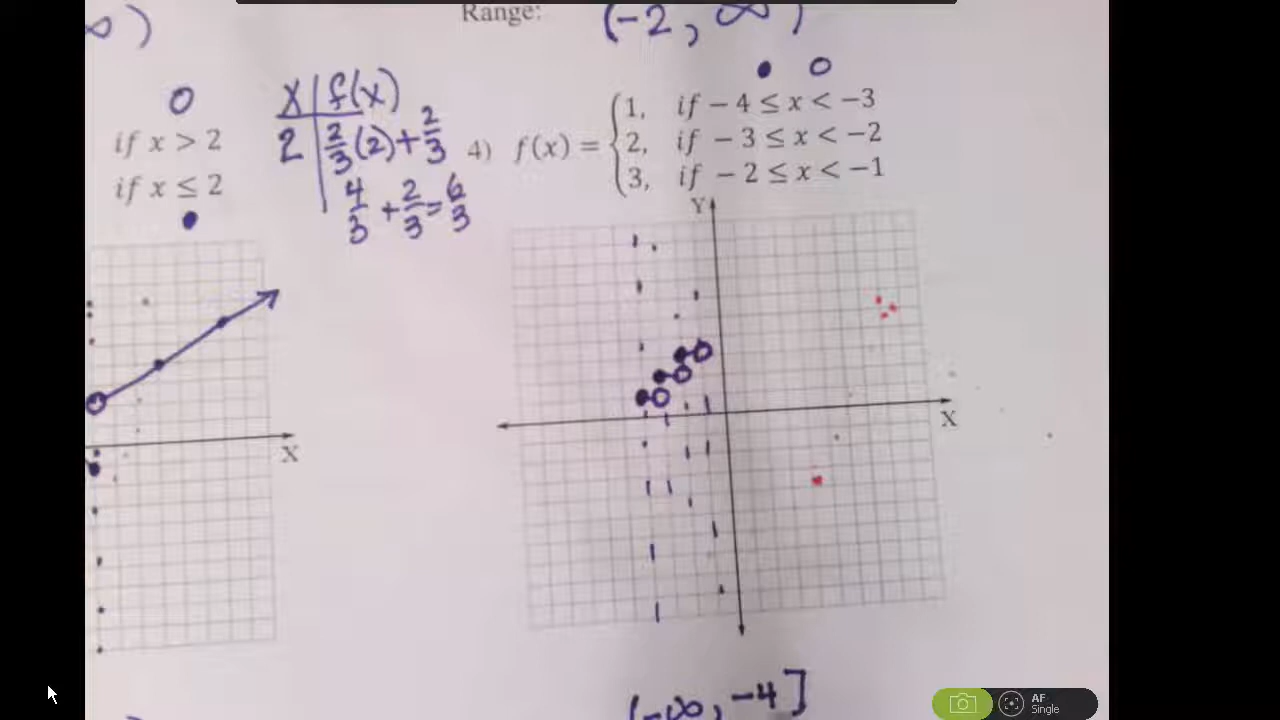 ∞)
Range: (-2, ∞)
if x > 2
if x ≤ 2
x | f(x)
2 | 2/3(2) + 2/3
4/3 + 2/3 = 6/3
4) f(x) = { 1, if − 4 ≤ x < −3
2, if − 3 ≤ x < −2
3, if − 2 ≤ x < −1
Y
X
X
(-∞, -4]
AF
Single